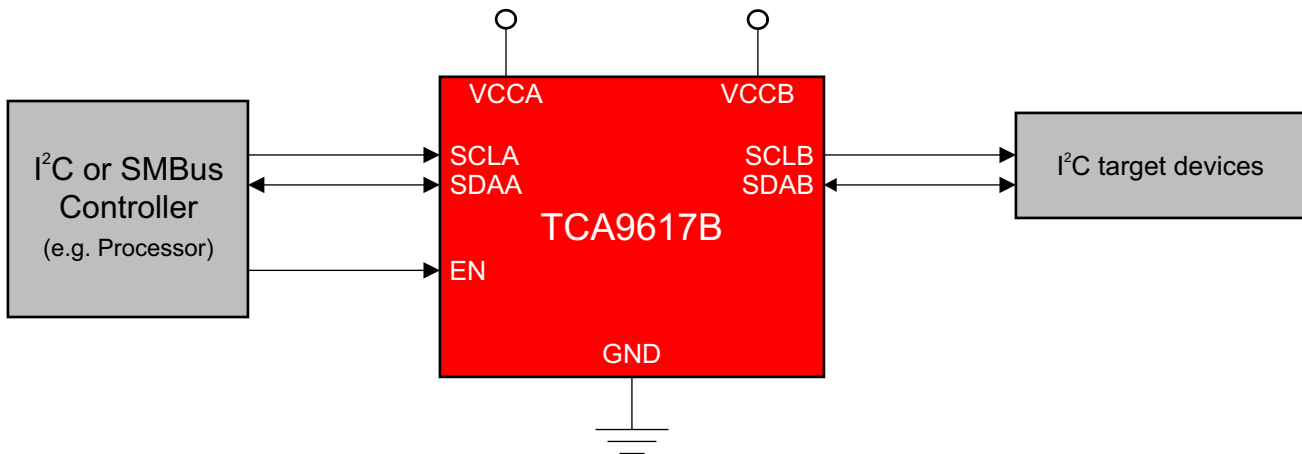 VCCA
VCCB
I²C or SMBus
Controller
(e.g. Processor)
SCLA
SDAA
EN
SCLB
SDAB
TCA9617B
GND
I²C target devices